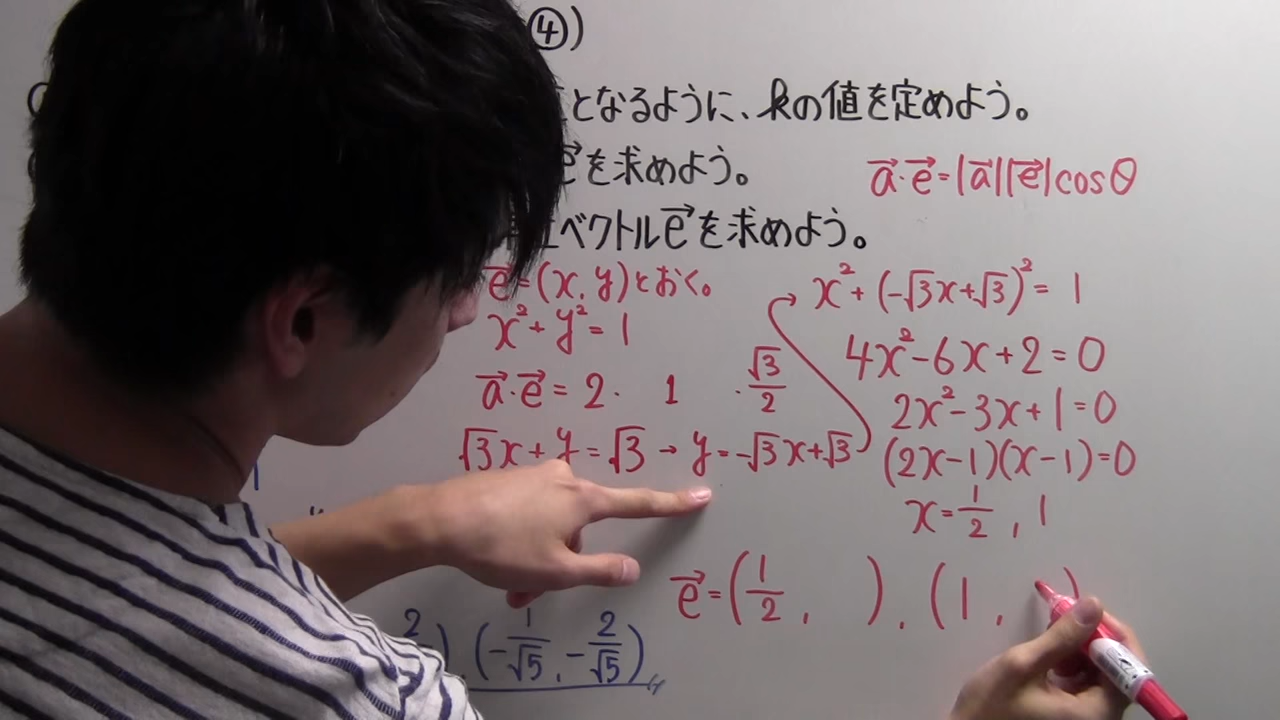 ④)
となるように、kの値を定めよう。
e→を求めよう。
ベクトルe→を求めよう。
a→・e→=|a→||e→|cosθ
e→=(x,y)とおく。
x²+y²=1
a→・e→=2・1・√3/2
√3x+y=√3→y=-√3x+√3
x²+(-√3x+√3)²=1
4x²-6x+2=0
2x²-3x+1=0
(2x-1)(x-1)=0
x=1/2,1
e→=(1/2, ),(1, )
),(-1/√5,-2/√5)